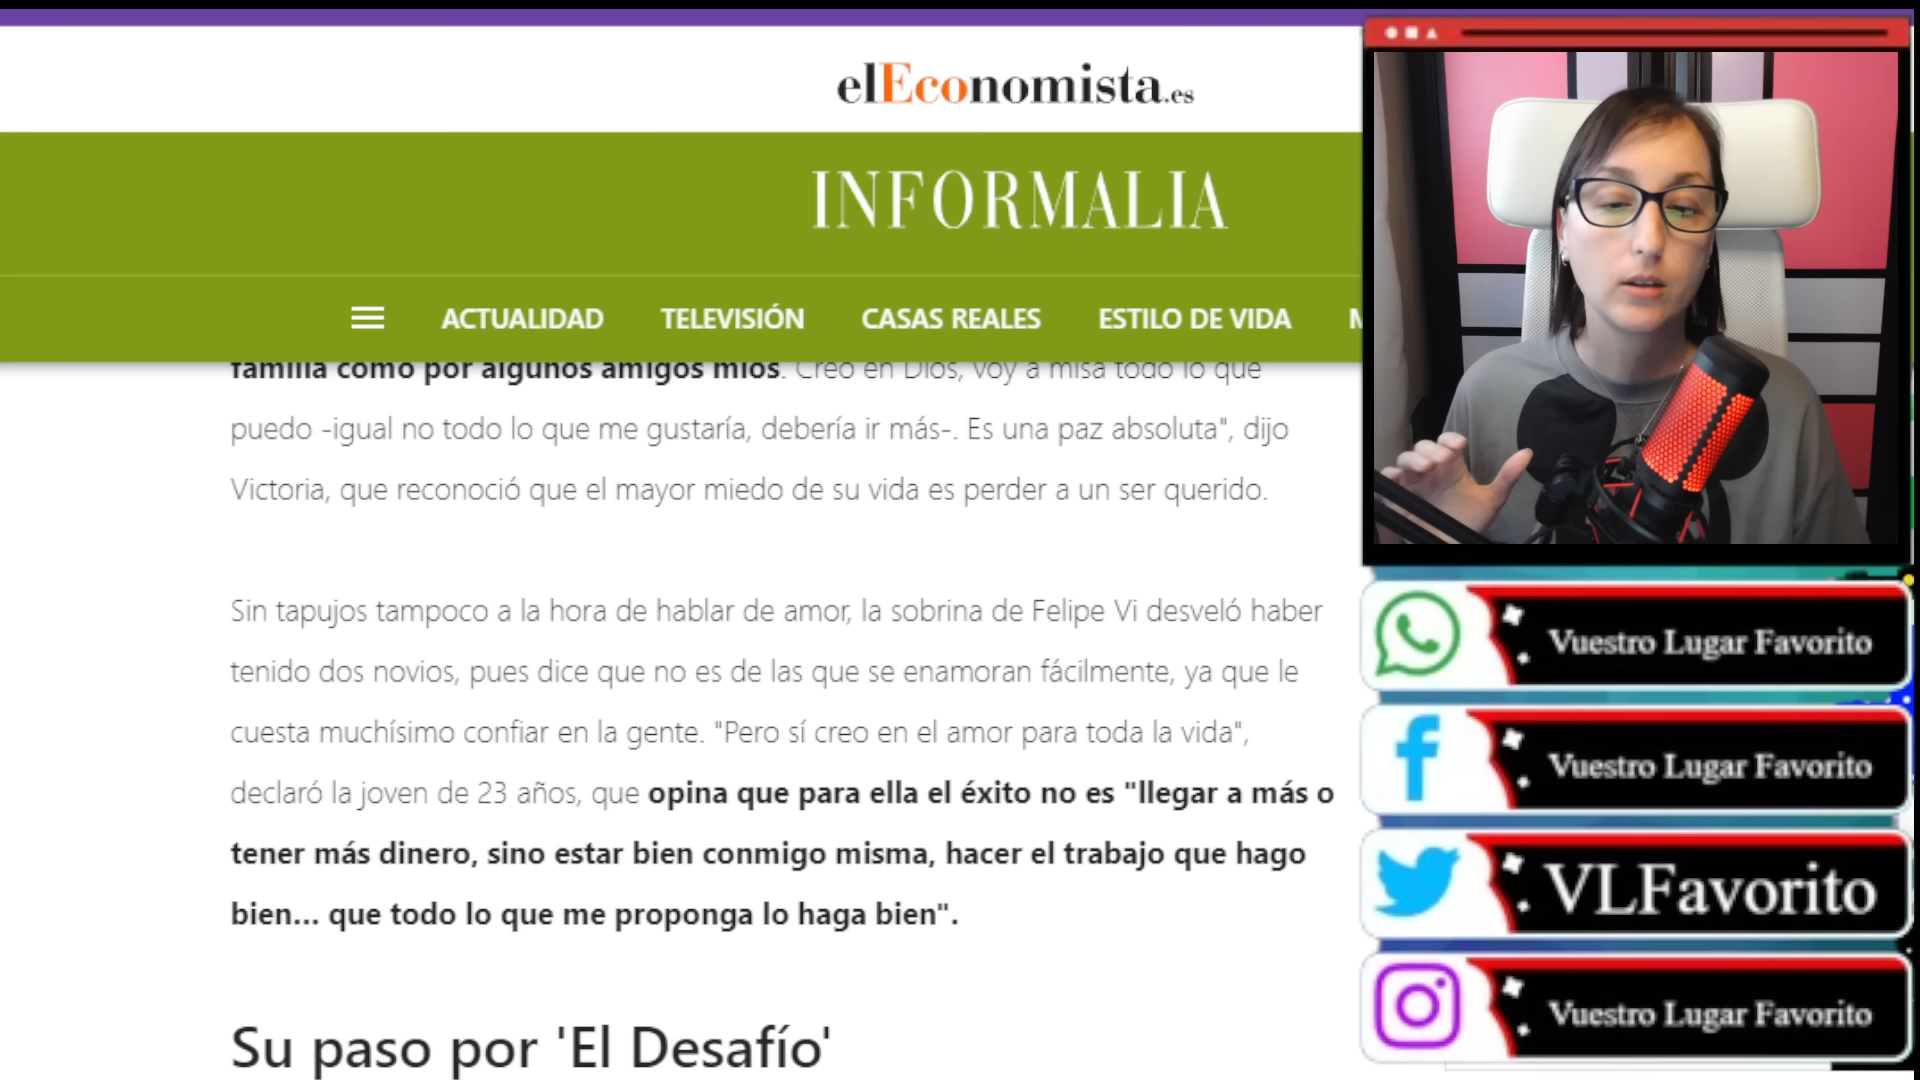 elEconomista.es
INFORMALIA
ACTUALIDAD TELEVISIÓN CASAS REALES ESTILO DE VIDA M
familia como por algunos amigos míos. Creo en Dios, voy a misa todo lo que
puedo -igual no todo lo que me gustaría, debería ir más-. Es una paz absoluta", dijo
Victoria, que reconoció que el mayor miedo de su vida es perder a un ser querido.
Sin tapujos tampoco a la hora de hablar de amor, la sobrina de Felipe Vi desveló haber
tenido dos novios, pues dice que no es de las que se enamoran fácilmente, ya que le
cuesta muchísimo confiar en la gente. "Pero sí creo en el amor para toda la vida",
declaró la joven de 23 años, que opina que para ella el éxito no es "llegar a más o
tener más dinero, sino estar bien conmigo misma, hacer el trabajo que hago
bien... que todo lo que me proponga lo haga bien".
Su paso por 'El Desafío'
Vuestro Lugar Favorito
Vuestro Lugar Favorito
VLFavorito
Vuestro Lugar Favorito